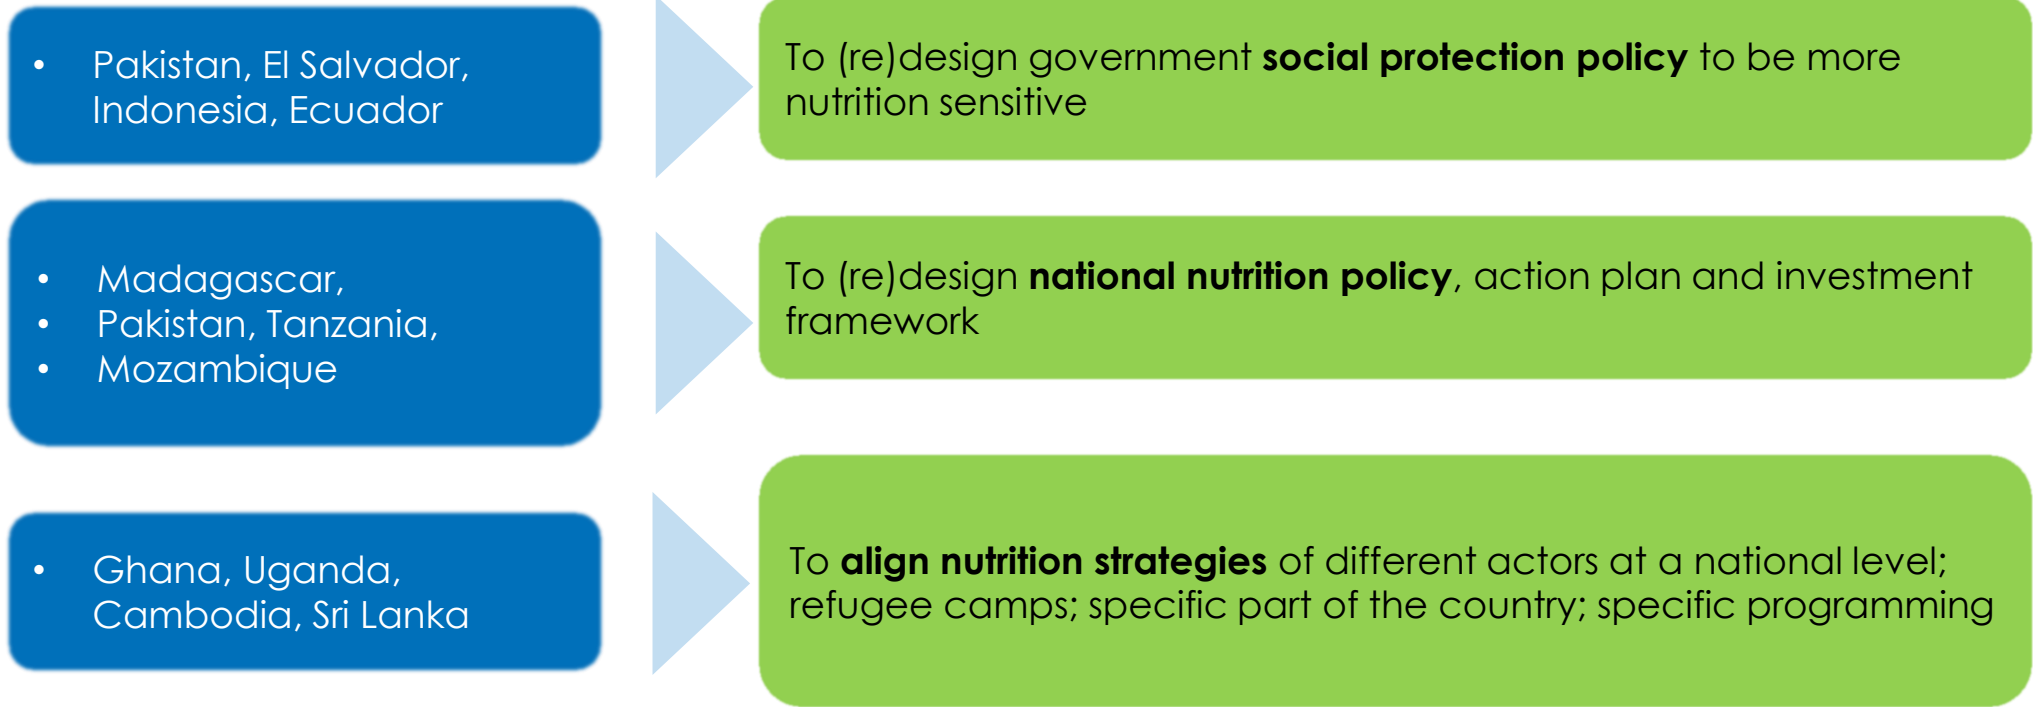 • Pakistan, El Salvador,
Indonesia, Ecuador
To (re)design government social protection policy to be more
nutrition sensitive
• Madagascar,
• Pakistan, Tanzania,
• Mozambique
To (re)design national nutrition policy, action plan and investment
framework
• Ghana, Uganda,
Cambodia, Sri Lanka
To align nutrition strategies of different actors at a national level;
refugee camps; specific part of the country; specific programming